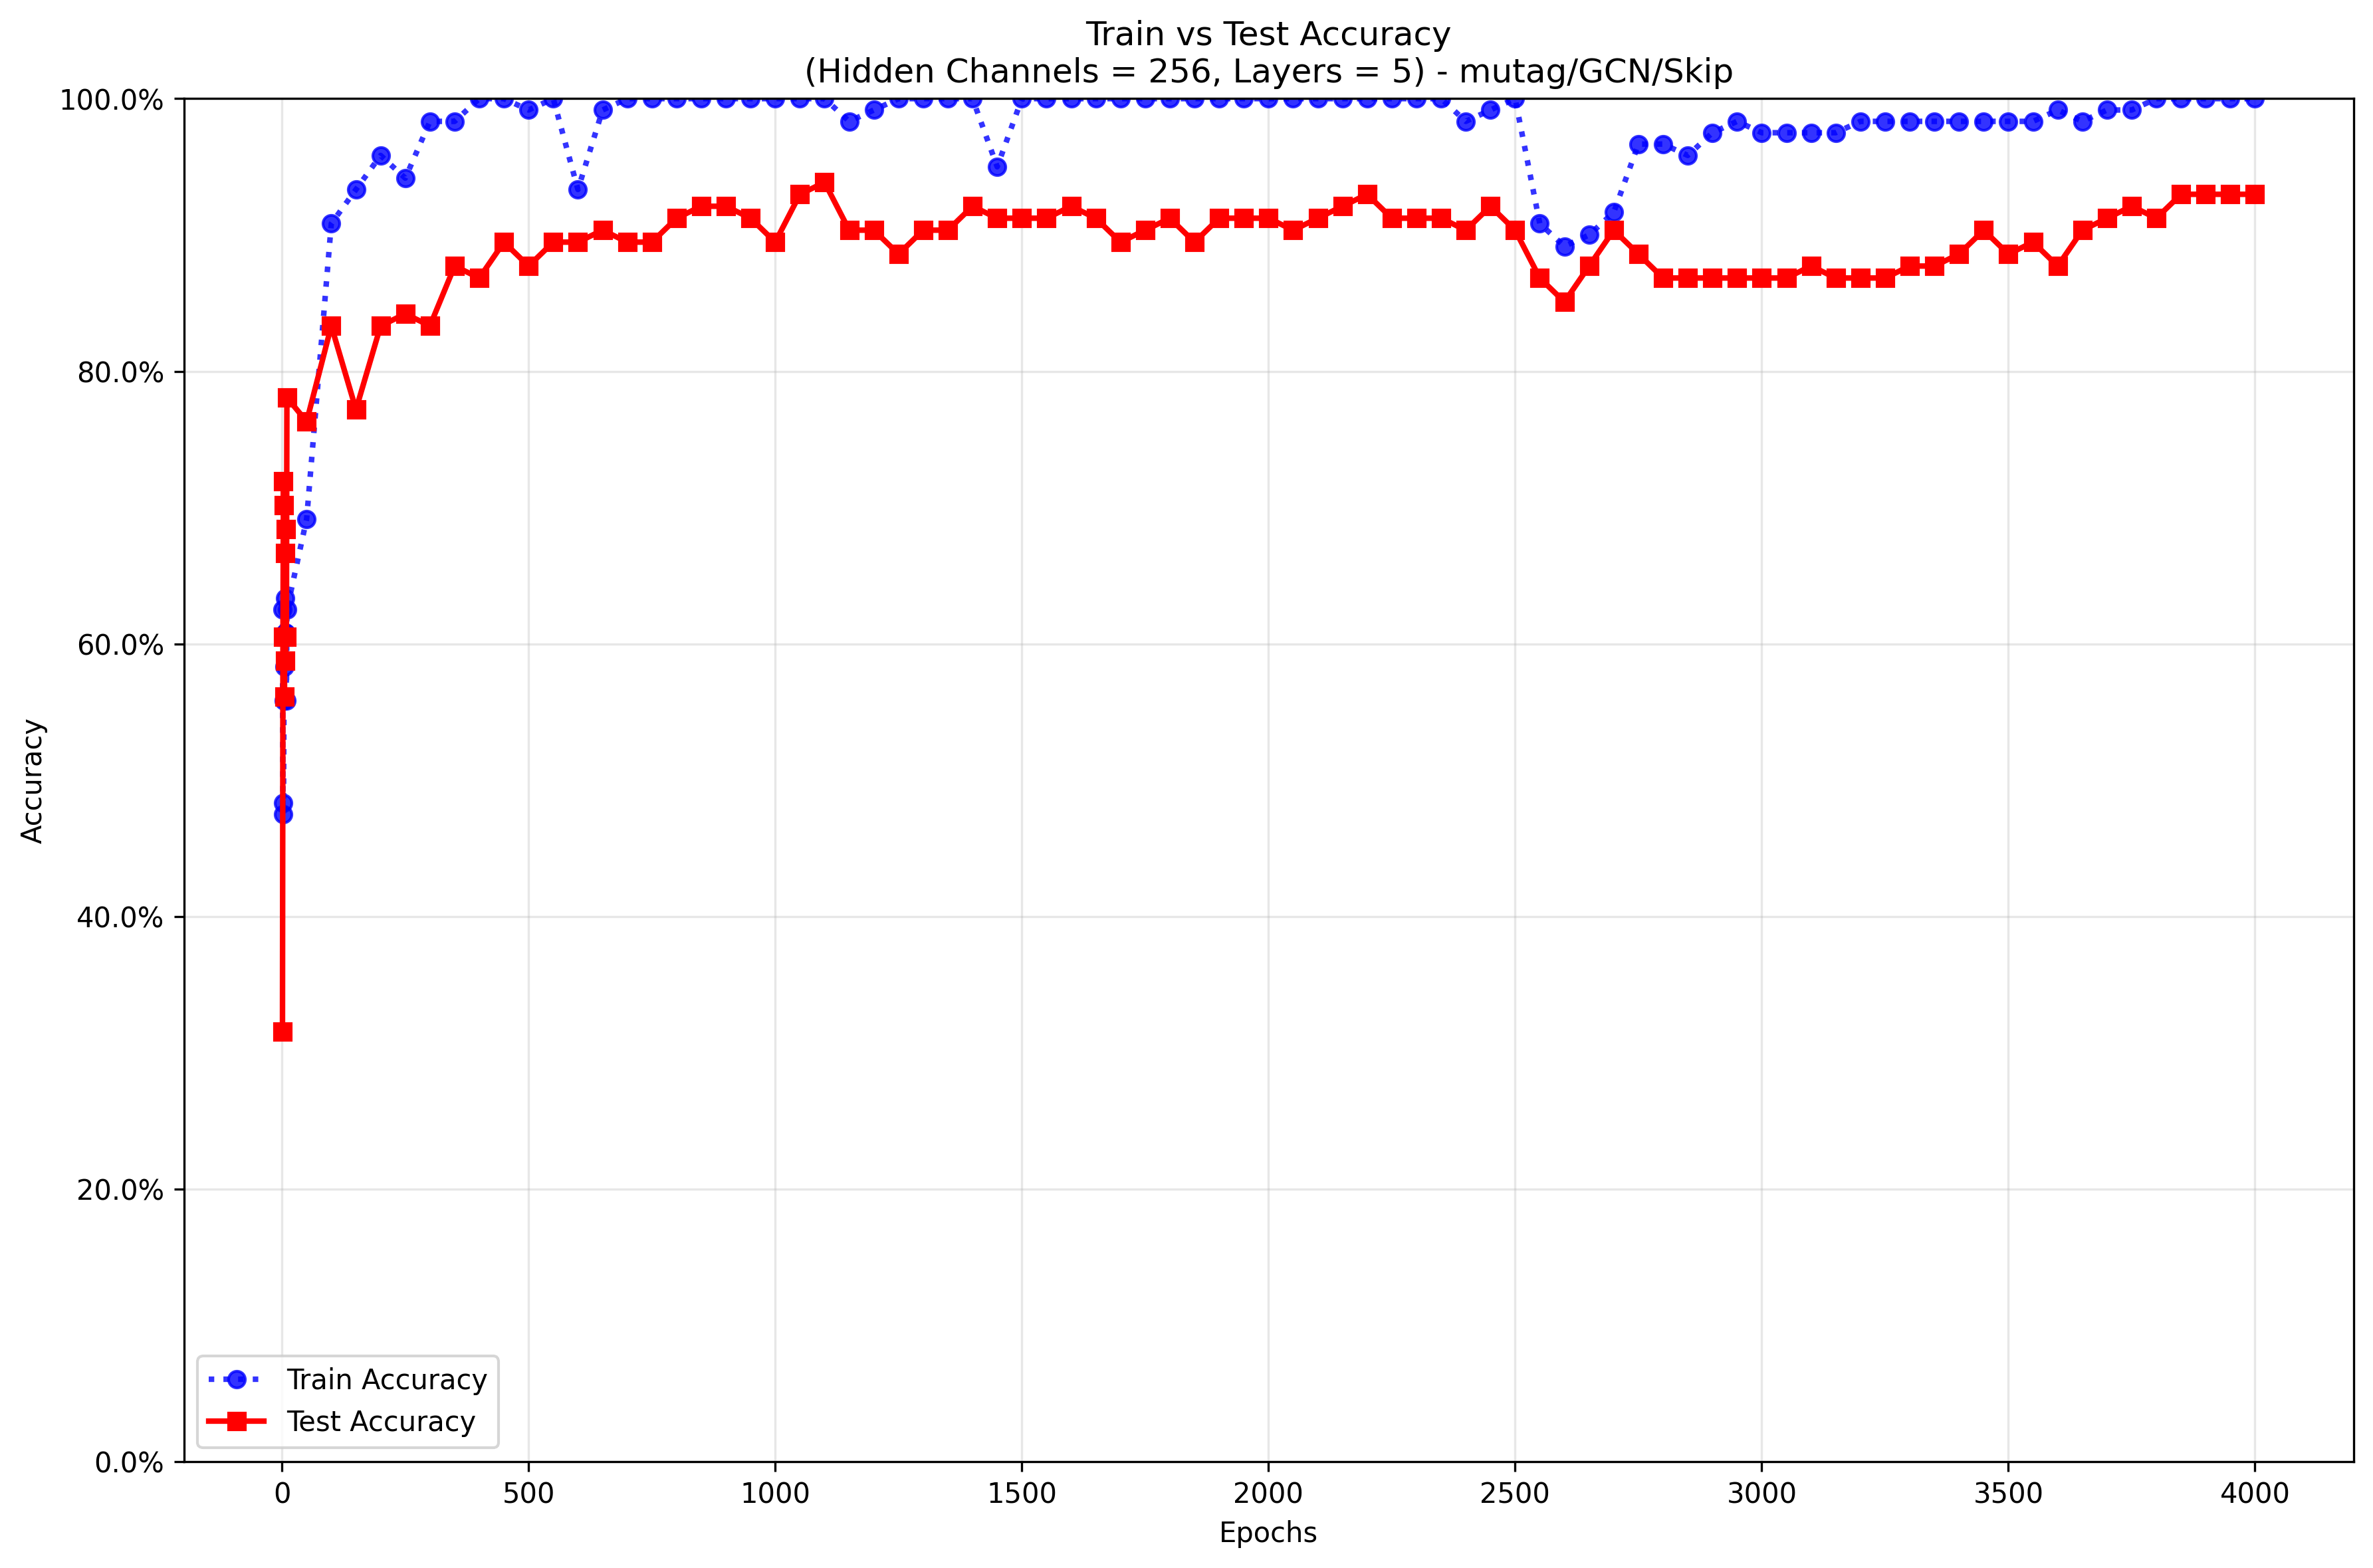 Train vs Test Accuracy
(Hidden Channels = 256, Layers = 5) - mutag/GCN/Skip
100.0%
80.0%
60.0%
40.0%
20.0%
0.0%
Accuracy
Train Accuracy
Test Accuracy
0
500
1000
1500
2000
2500
3000
3500
4000
Epochs